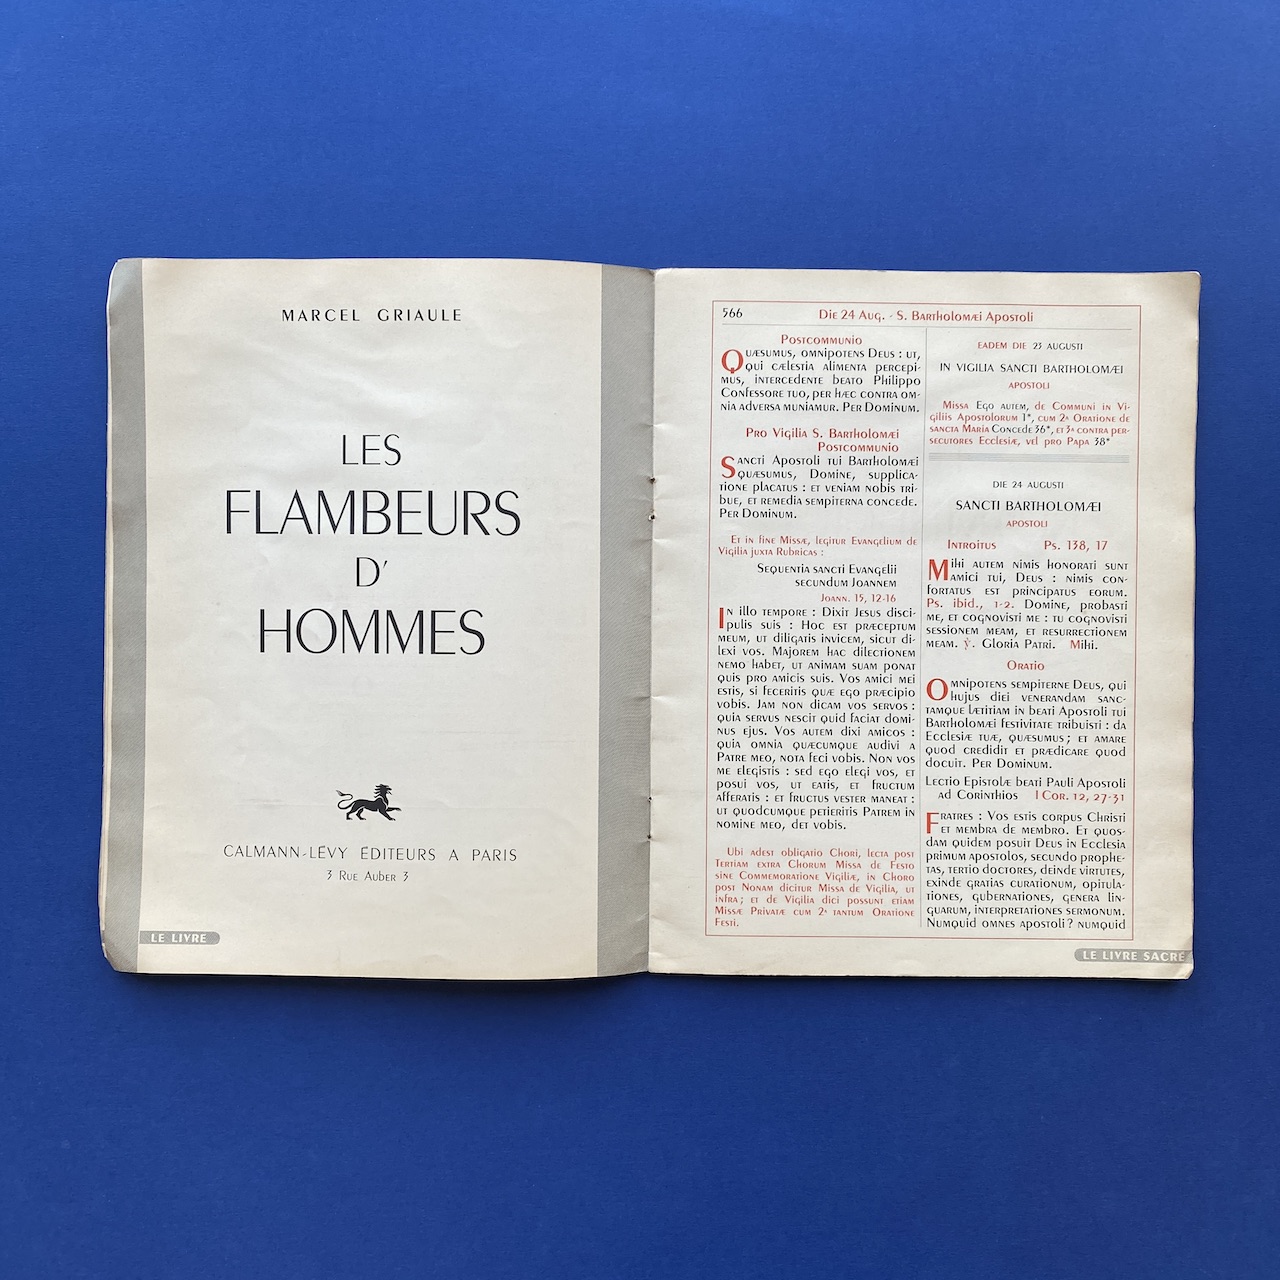 MARCEL GRIAULE
LES
FLAMBEURS
D'
HOMMES
CALMANN-LÉVY ÉDITEURS A PARIS
3 Rue Auber 3
LE LIVRE
566
Die 24 Aug. - S. Bartholomæi Apostoli
Postcommunio
Quæsumus, omnipotens Deus : ut,
qui cælestia alimenta percepi-
mus, intercedente beato Philippo
Confessore tuo, per hæc contra om-
nia adversa muniamur. Per Dominum.
Pro Vigilia S. Bartholomæi
Postcommunio
Sancti Apostoli tui Bartholomæi
quæsumus, Domine, supplica-
tione placatus : et veniam nobis tri-
bue, et remedia sempiterna concede.
Per Dominum.
Et in fine Missæ, legitur Evangelium de
Vigilia juxta Rubricas :
Sequentia sancti Evangelii
secundum Joannem
Joann. 15, 12-16
In illo tempore : Dixit Jesus disci-
pulis suis : Hoc est præceptum
meum, ut diligatis invicem, sicut di-
lexi vos. Majorem hac dilectionem
nemo habet, ut animam suam ponat
quis pro amicis suis. Vos amici mei
estis, si feceritis quæ ego præcipio
vobis. Jam non dicam vos servos :
quia servus nescit quid faciat domi-
nus ejus. Vos autem dixi amicos :
quia omnia quæcumque audivi a
Patre meo, nota feci vobis. Non vos
me elegistis : sed ego elegi vos, et
posui vos, ut eatis, et fructum
afferatis : et fructus vester maneat :
ut quodcumque petieritis Patrem in
nomine meo, det vobis.
Ubi adest obligatio Chori, lecta post
Tertiam extra Chorum Missa de Festo
sine Commemoratione Vigiliæ, in Choro
post Nonam dicitur Missa de Vigilia, ut
infra ; et de Vigilia dici possunt etiam
Missæ Privatæ cum 2ª tantum Oratione
Festi.
EADEM DIE 23 AUGUSTI
IN VIGILIA SANCTI BARTHOLOMÆI
APOSTOLI
Missa Ego autem, de Communi in Vi-
giliis Apostolorum 1*, cum 2ª Oratione de
sancta Maria Concede 36*, et 3ª contra per-
secutores Ecclesiæ, vel pro Papa 38*
DIE 24 AUGUSTI
SANCTI BARTHOLOMÆI
APOSTOLI
Introitus Ps. 138, 17
Mihi autem nimis honorati sunt
amici tui, Deus : nimis con-
fortatus est principatus eorum.
Ps. ibid., 1-2. Domine, probasti
me, et cognovisti me : tu cognovisti
sessionem meam, et resurrectionem
meam. ℣. Gloria Patri. Mihi.
Oratio
Omnipotens sempiterne Deus, qui
hujus diei venerandam sanc-
tamque lætitiam in beati Apostoli tui
Bartholomæi festivitate tribuisti : da
Ecclesiæ tuæ, quæsumus ; et amare
quod credidit et prædicare quod
docuit. Per Dominum.
Lectio Epistolæ beati Pauli Apostoli
ad Corinthios I Cor. 12, 27-31
Fratres : Vos estis corpus Christi
et membra de membro. Et quos-
dam quidem posuit Deus in Ecclesia
primum apostolos, secundo prophe-
tas, tertio doctores, deinde virtutes,
exinde gratias curationum, opitula-
tiones, gubernationes, genera lin-
guarum, interpretationes sermonum.
Numquid omnes apostoli ? numquid
LE LIVRE SACRÉ